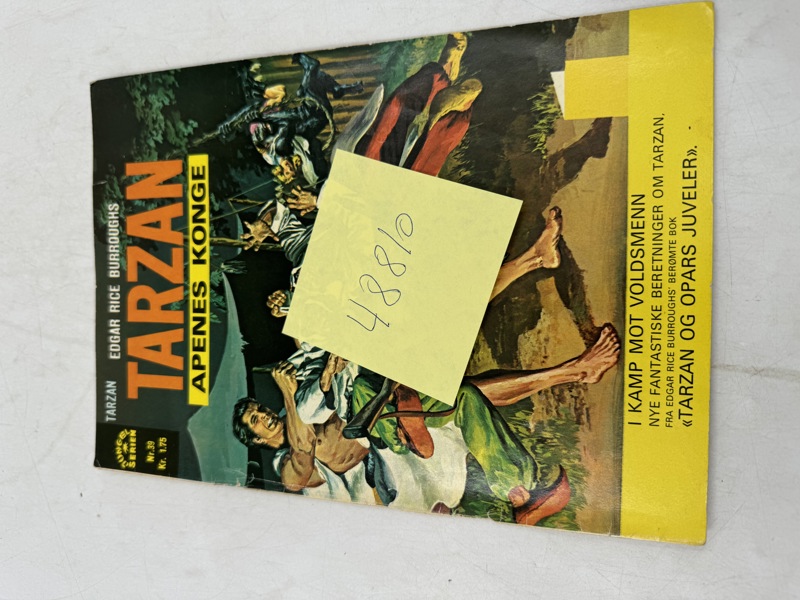 TARZAN EDGAR RICE BURROUGHS
TARZAN
APENES KONGE
JUNGEL
SERIEN
Nr. 39
Kr. 1.75
48810
I KAMP MOT VOLDSMENN
NYE FANTASTISKE BERETNINGER OM TARZAN.
FRA EDGAR RICE BURROUGHS' BERØMTE BOK
«TARZAN OG OPARS JUVELER».